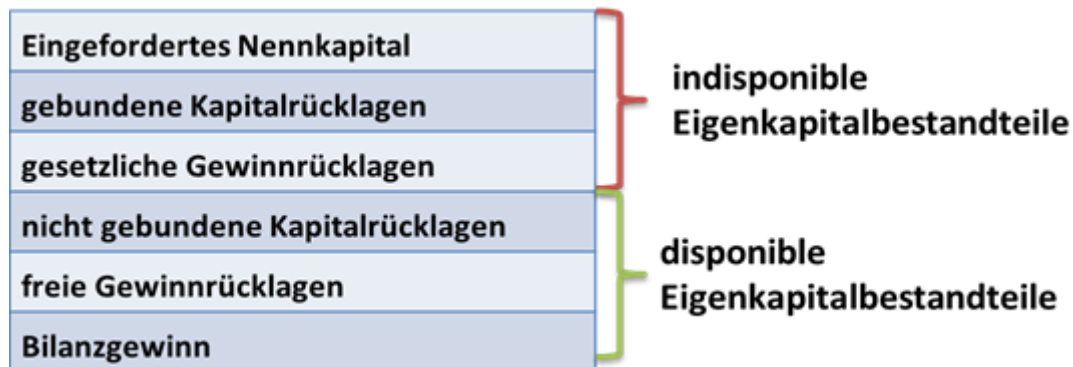 Eingefordertes Nennkapital
gebundene Kapitalrücklagen
gesetzliche Gewinnrücklagen
indisponible
Eigenkapitalbestandteile
nicht gebundene Kapitalrücklagen
freie Gewinnrücklagen
Bilanzgewinn
disponible
Eigenkapitalbestandteile